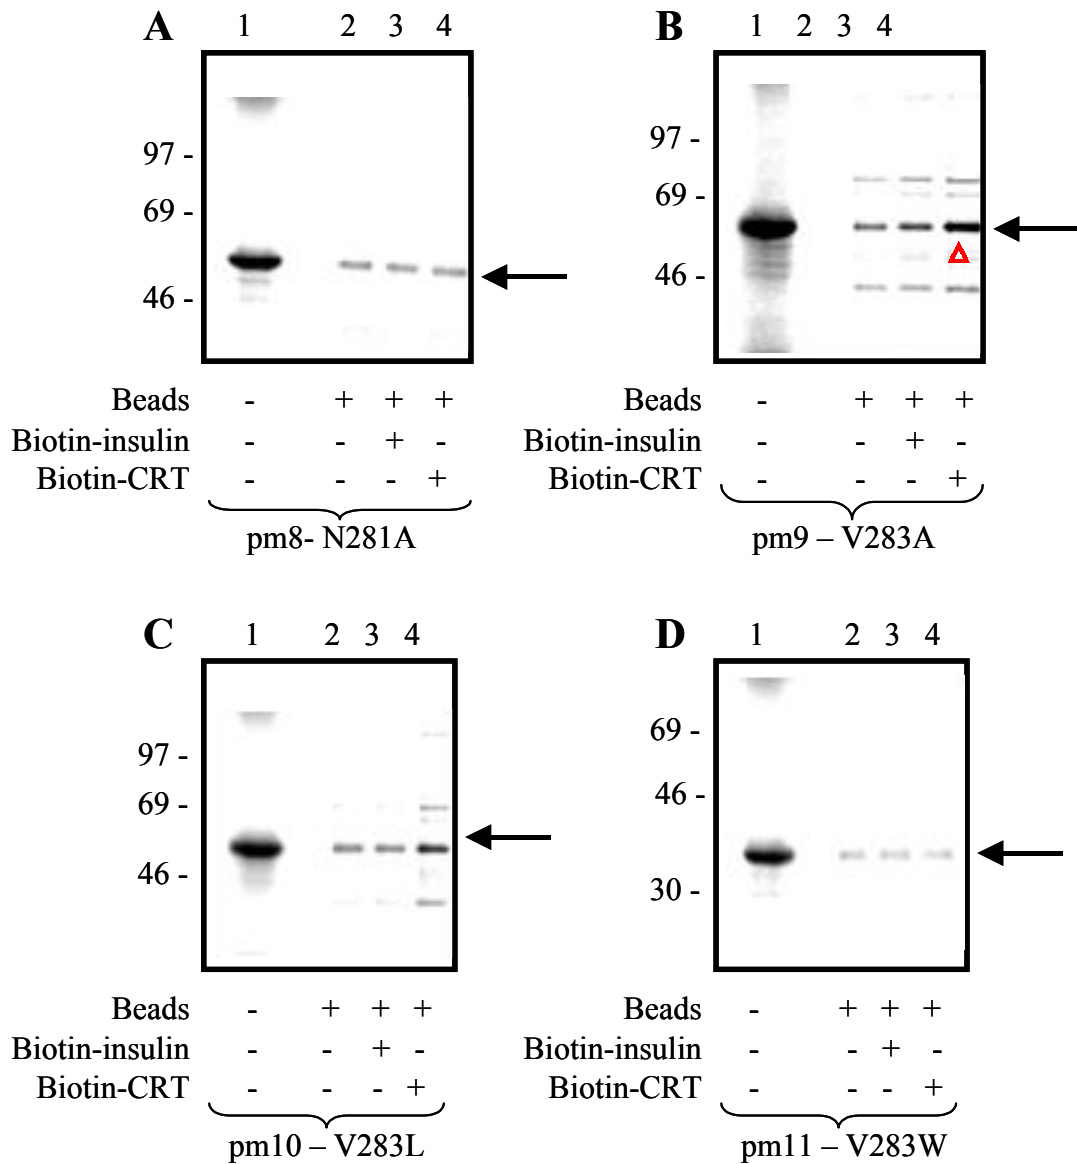 A 1 2 3 4
97 -
69 -
46 -
Beads - + + +
Biotin-insulin - - + -
Biotin-CRT - - - +
pm8- N281A
B 1 2 3 4
97 -
69 -
46 -
Beads - + + +
Biotin-insulin - - + -
Biotin-CRT - - - +
pm9 – V283A
C 1 2 3 4
97 -
69 -
46 -
Beads - + + +
Biotin-insulin - - + -
Biotin-CRT - - - +
pm10 – V283L
D 1 2 3 4
69 -
46 -
30 -
Beads - + + +
Biotin-insulin - - + -
Biotin-CRT - - - +
pm11 – V283W